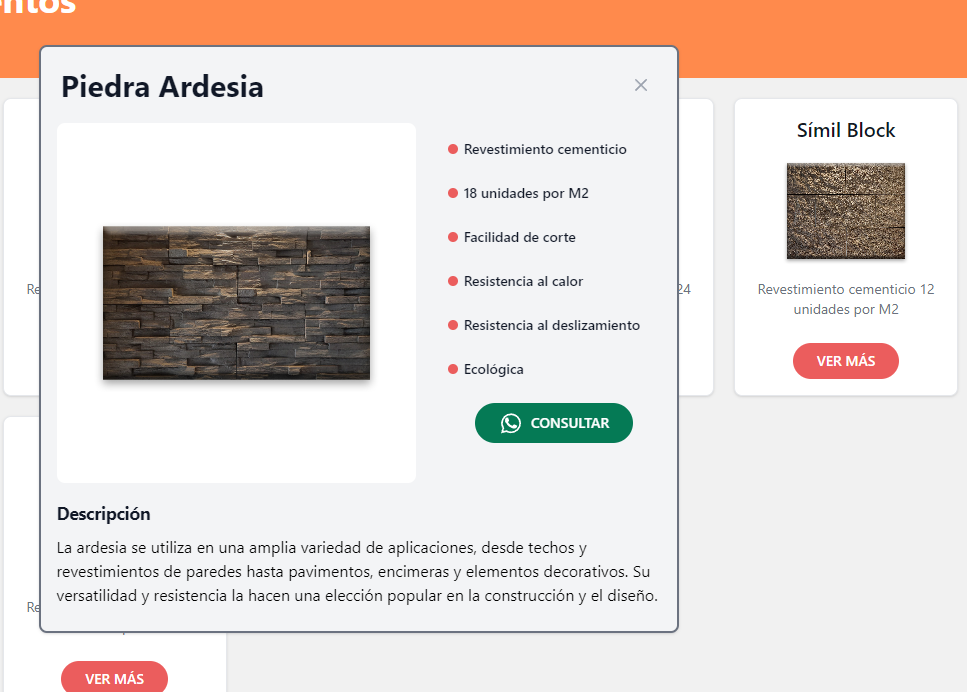 Piedra Ardesia
Revestimiento cementicio
18 unidades por M2
Facilidad de corte
Resistencia al calor
Resistencia al deslizamiento
Ecológica
CONSULTAR
Descripción
La ardesia se utiliza en una amplia variedad de aplicaciones, desde techos y
revestimientos de paredes hasta pavimentos, encimeras y elementos decorativos. Su
versatilidad y resistencia la hacen una elección popular en la construcción y el diseño.
24
Símil Block
Revestimiento cementicio 12
unidades por M2
VER MÁS
VER MÁS